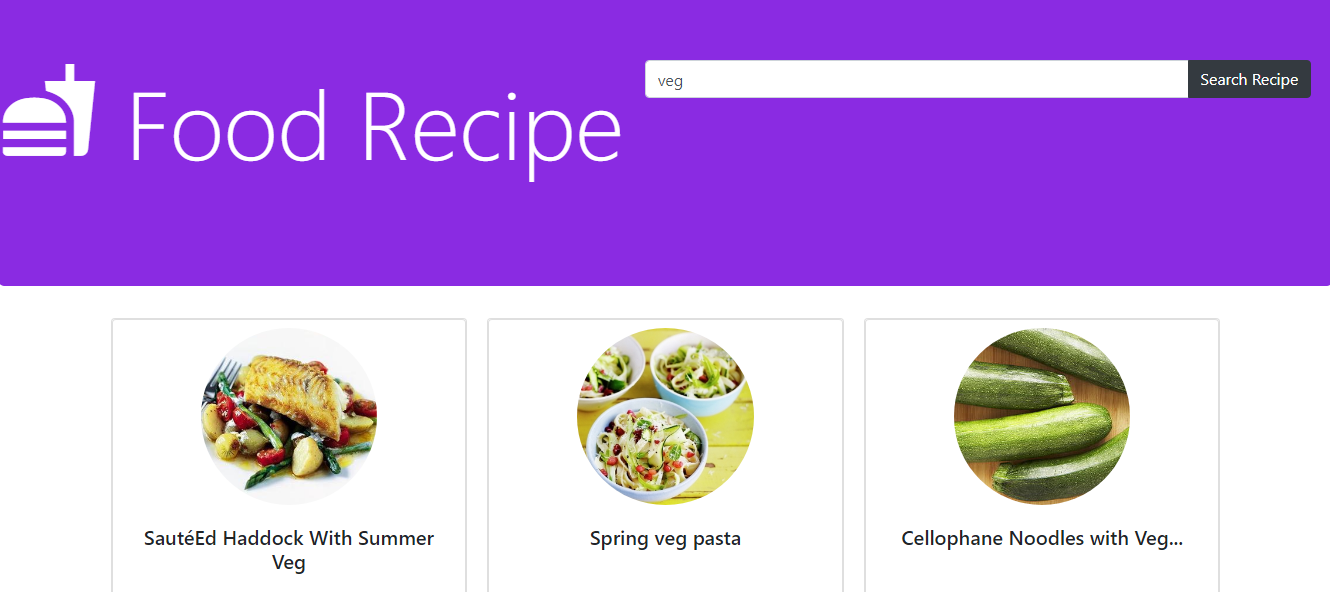 Food Recipe
veg
Search Recipe
SautéEd Haddock With Summer
Veg
Spring veg pasta
Cellophane Noodles with Veg...